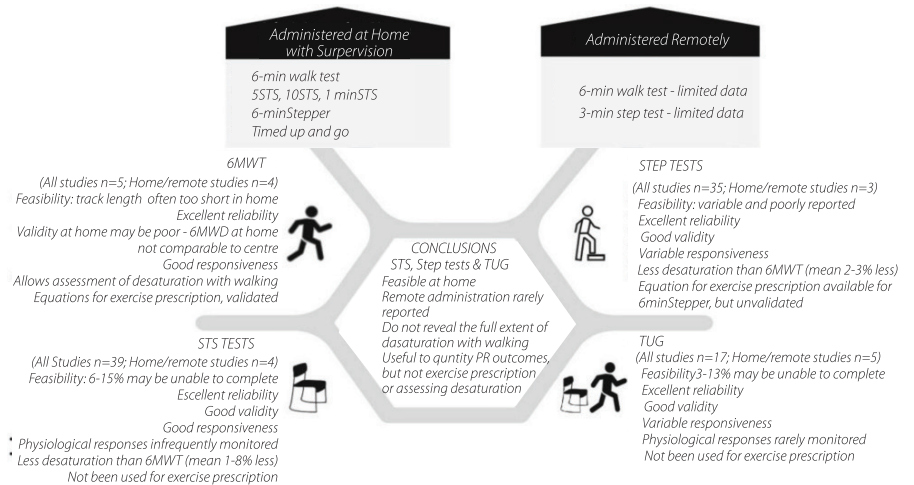 Administered at Home
with Surpervision
6-min walk test
5STS, 10STS, 1 minSTS
6-minStepper
Timed up and go
Administered Remotely
6-min walk test - limited data
3-min step test - limited data
6MWT
(All studies n=5; Home/remote studies n=4)
Feasibility: track length often too short in home
Excellent reliability
Validity at home may be poor - 6MWD at home
not comparable to centre
Good responsiveness
Allows assessment of desaturation with walking
Equations for exercise prescription, validated
STEP TESTS
(All studies n=35; Home/remote studies n=3)
Feasibility: variable and poorly reported
Excellent reliability
Good validity
Variable responsiveness
Less desaturation than 6MWT (mean 2-3% less)
Equation for exercise prescription available for
6minStepper, but unvalidated
CONCLUSIONS
STS, Step tests & TUG
Feasible at home
Remote administration rarely
reported
Do not reveal the full extent of
dasaturation with walking
Useful to quntity PR outcomes,
but not exercise prescription
or assessing desaturation
STS TESTS
(All Studies n=39; Home/remote studies n=4)
Feasibility: 6-15% may be unable to complete
Escellent reliability
Good validity
Good responsiveness
• Physiological responses infrequently monitored
• Less desaturation than 6MWT (mean 1-8% less)
Not been used for exercise prescription
TUG
(All studies n=17; Home/remote studies n=5)
Feasibility3-13% may be unable to complete
Excellent reliability
Good validity
Variable responsiveness
Physiological responses rarely monitored
Not been used for exercise prescription